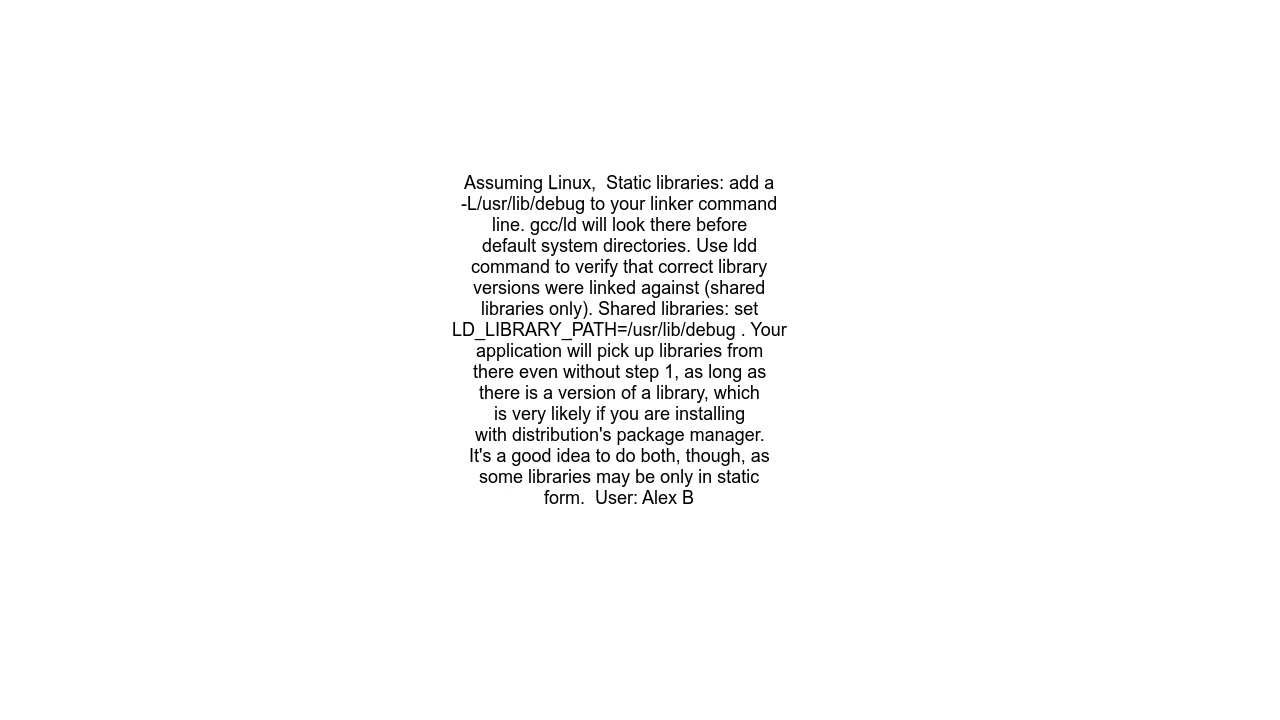 Assuming Linux,  Static libraries: add a
-L/usr/lib/debug to your linker command
line. gcc/ld will look there before
default system directories. Use ldd
command to verify that correct library
versions were linked against (shared
libraries only). Shared libraries: set
LD_LIBRARY_PATH=/usr/lib/debug . Your
application will pick up libraries from
there even without step 1, as long as
there is a version of a library, which
is very likely if you are installing
with distribution's package manager.
It's a good idea to do both, though, as
some libraries may be only in static
form.  User: Alex B